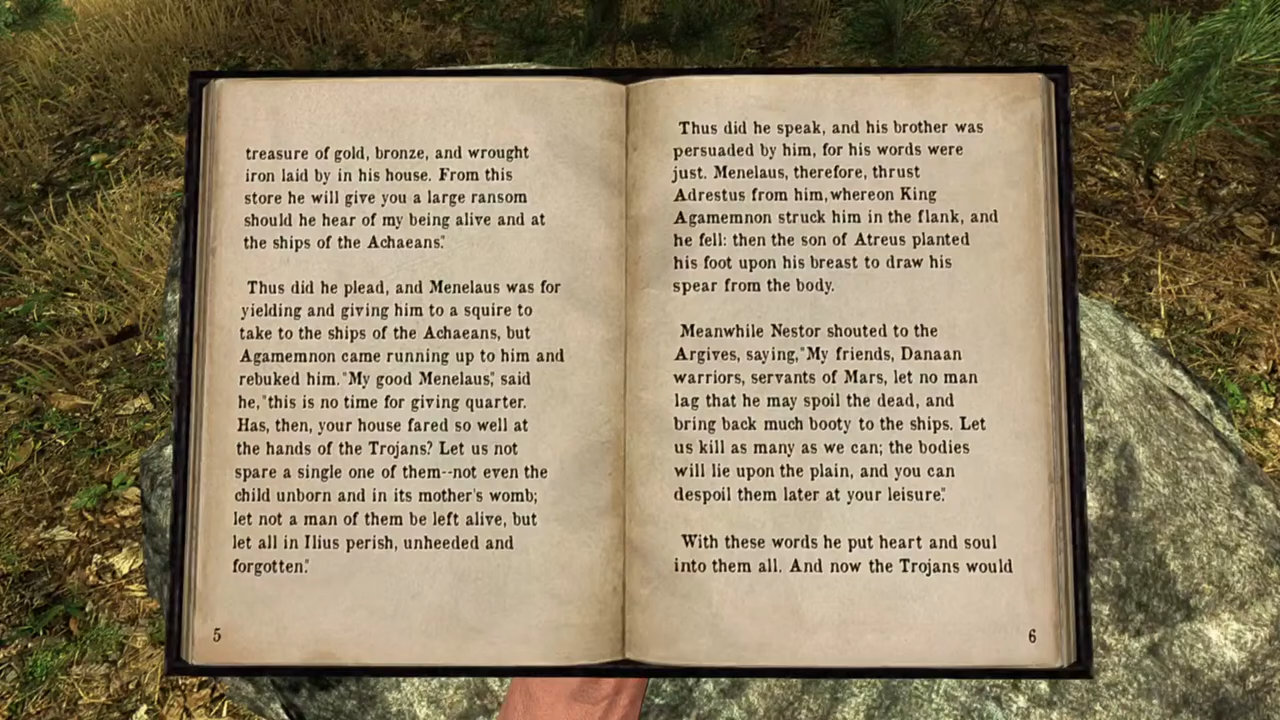 treasure of gold, bronze, and wrought
iron laid by in his house. From this
store he will give you a large ransom
should he hear of my being alive and at
the ships of the Achaeans."
Thus did he plead, and Menelaus was for
yielding and giving him to a squire to
take to the ships of the Achaeans, but
Agamemnon came running up to him and
rebuked him. "My good Menelaus," said
he, "this is no time for giving quarter.
Has, then, your house fared so well at
the hands of the Trojans? Let us not
spare a single one of them--not even the
child unborn and in its mother's womb;
let not a man of them be left alive, but
let all in Ilius perish, unheeded and
forgotten."
5
Thus did he speak, and his brother was
persuaded by him, for his words were
just. Menelaus, therefore, thrust
Adrestus from him, whereon King
Agamemnon struck him in the flank, and
he fell: then the son of Atreus planted
his foot upon his breast to draw his
spear from the body.
Meanwhile Nestor shouted to the
Argives, saying, "My friends, Danaan
warriors, servants of Mars, let no man
lag that he may spoil the dead, and
bring back much booty to the ships. Let
us kill as many as we can; the bodies
will lie upon the plain, and you can
despoil them later at your leisure."
With these words he put heart and soul
into them all. And now the Trojans would
6